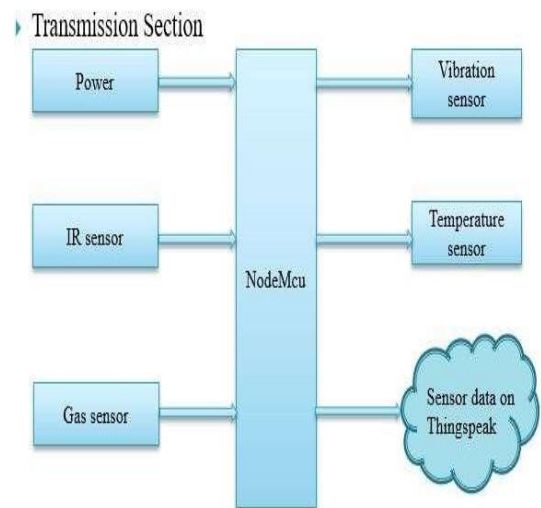 Transmission Section
Power
Vibration
sensor
IR sensor
NodeMcu
Temperature
sensor
Gas sensor
Sensor data on
Thingspeak